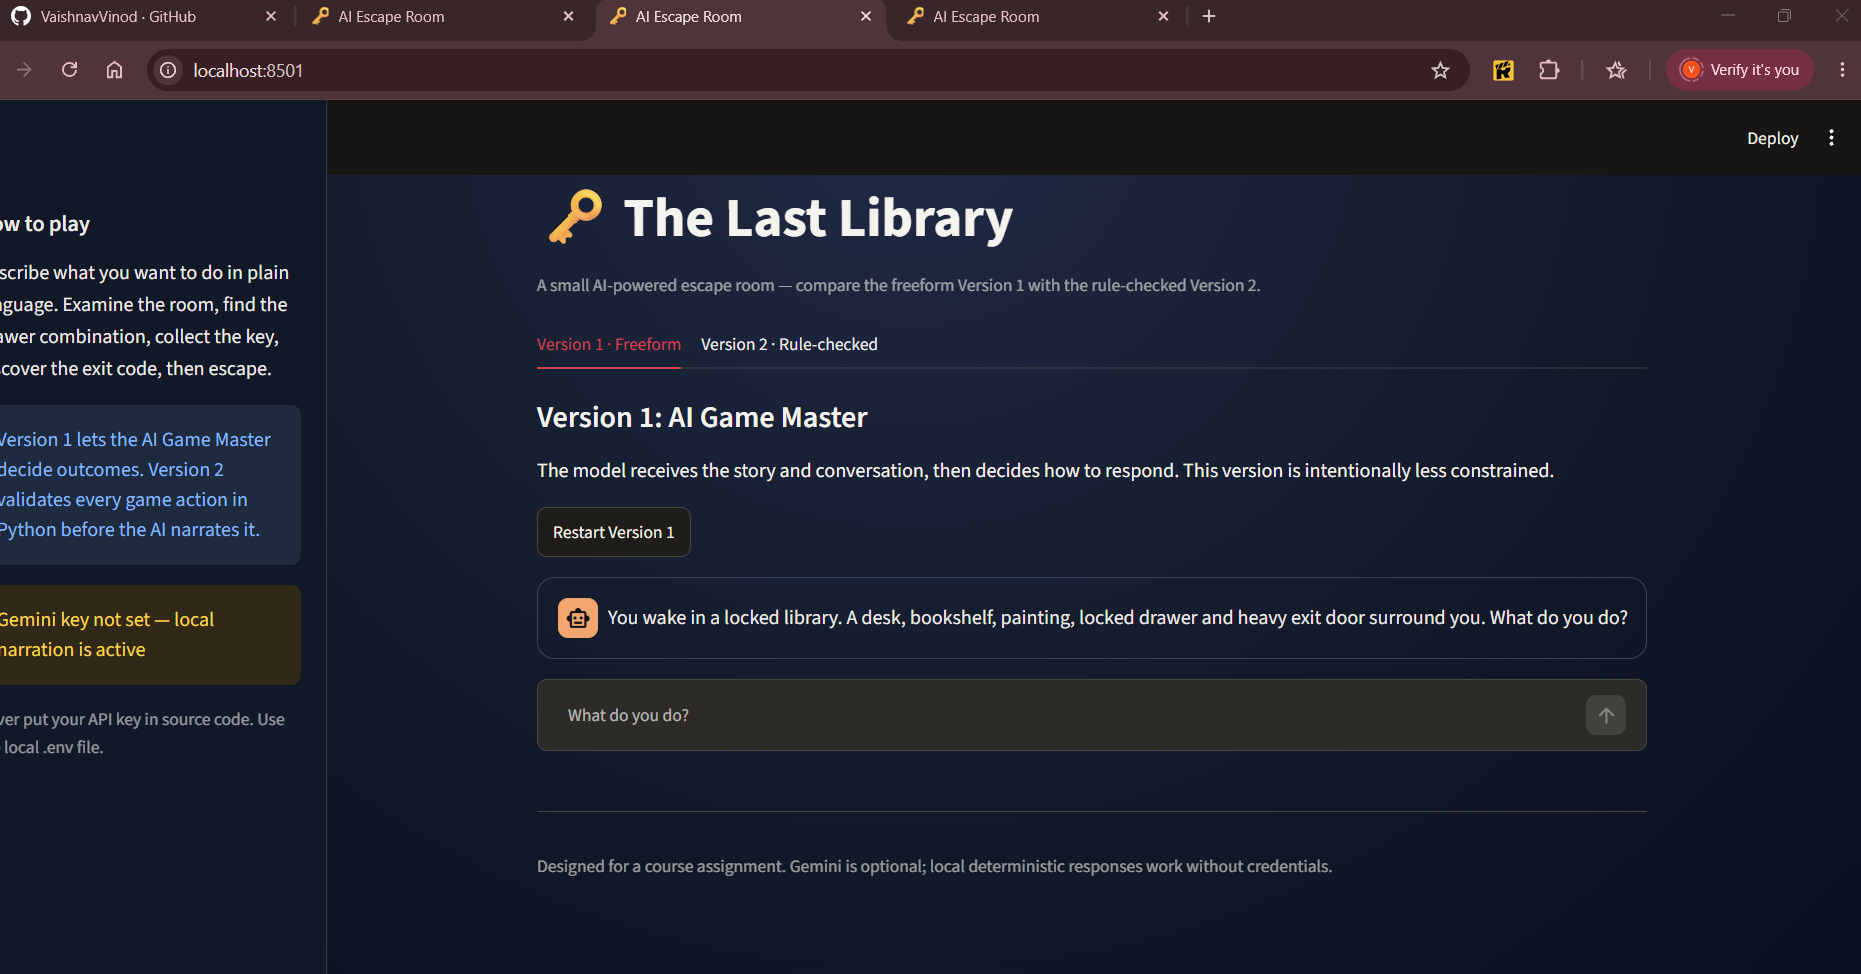 VaishnavVinod · GitHub
AI Escape Room
AI Escape Room
AI Escape Room
localhost:8501
Verify it's you
V
Deploy
ow to play
scribe what you want to do in plain
nguage. Examine the room, find the
awer combination, collect the key,
cover the exit code, then escape.
Version 1 lets the AI Game Master
decide outcomes. Version 2
validates every game action in
Python before the AI narrates it.
Gemini key not set — local
narration is active
ver put your API key in source code. Use
local .env file.
The Last Library
A small AI-powered escape room — compare the freeform Version 1 with the rule-checked Version 2.
Version 1 · Freeform
Version 2 · Rule-checked
Version 1: AI Game Master
The model receives the story and conversation, then decides how to respond. This version is intentionally less constrained.
Restart Version 1
You wake in a locked library. A desk, bookshelf, painting, locked drawer and heavy exit door surround you. What do you do?
What do you do?
Designed for a course assignment. Gemini is optional; local deterministic responses work without credentials.